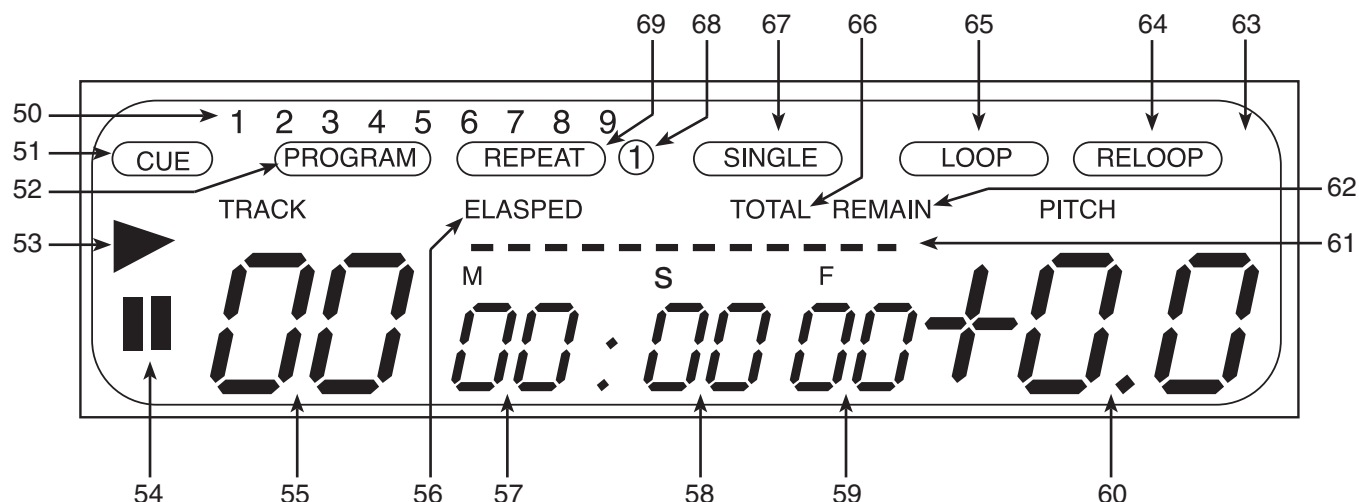 69 68 67 66 65 64 63
50 1 2 3 4 5 6 7 8 9
51 CUE PROGRAM REPEAT 1 SINGLE LOOP RELOOP
52 62
TRACK ELASPED TOTAL REMAIN PITCH
53 61
M S F
00 00:00 00 +0.0
54 55 56 57 58 59 60